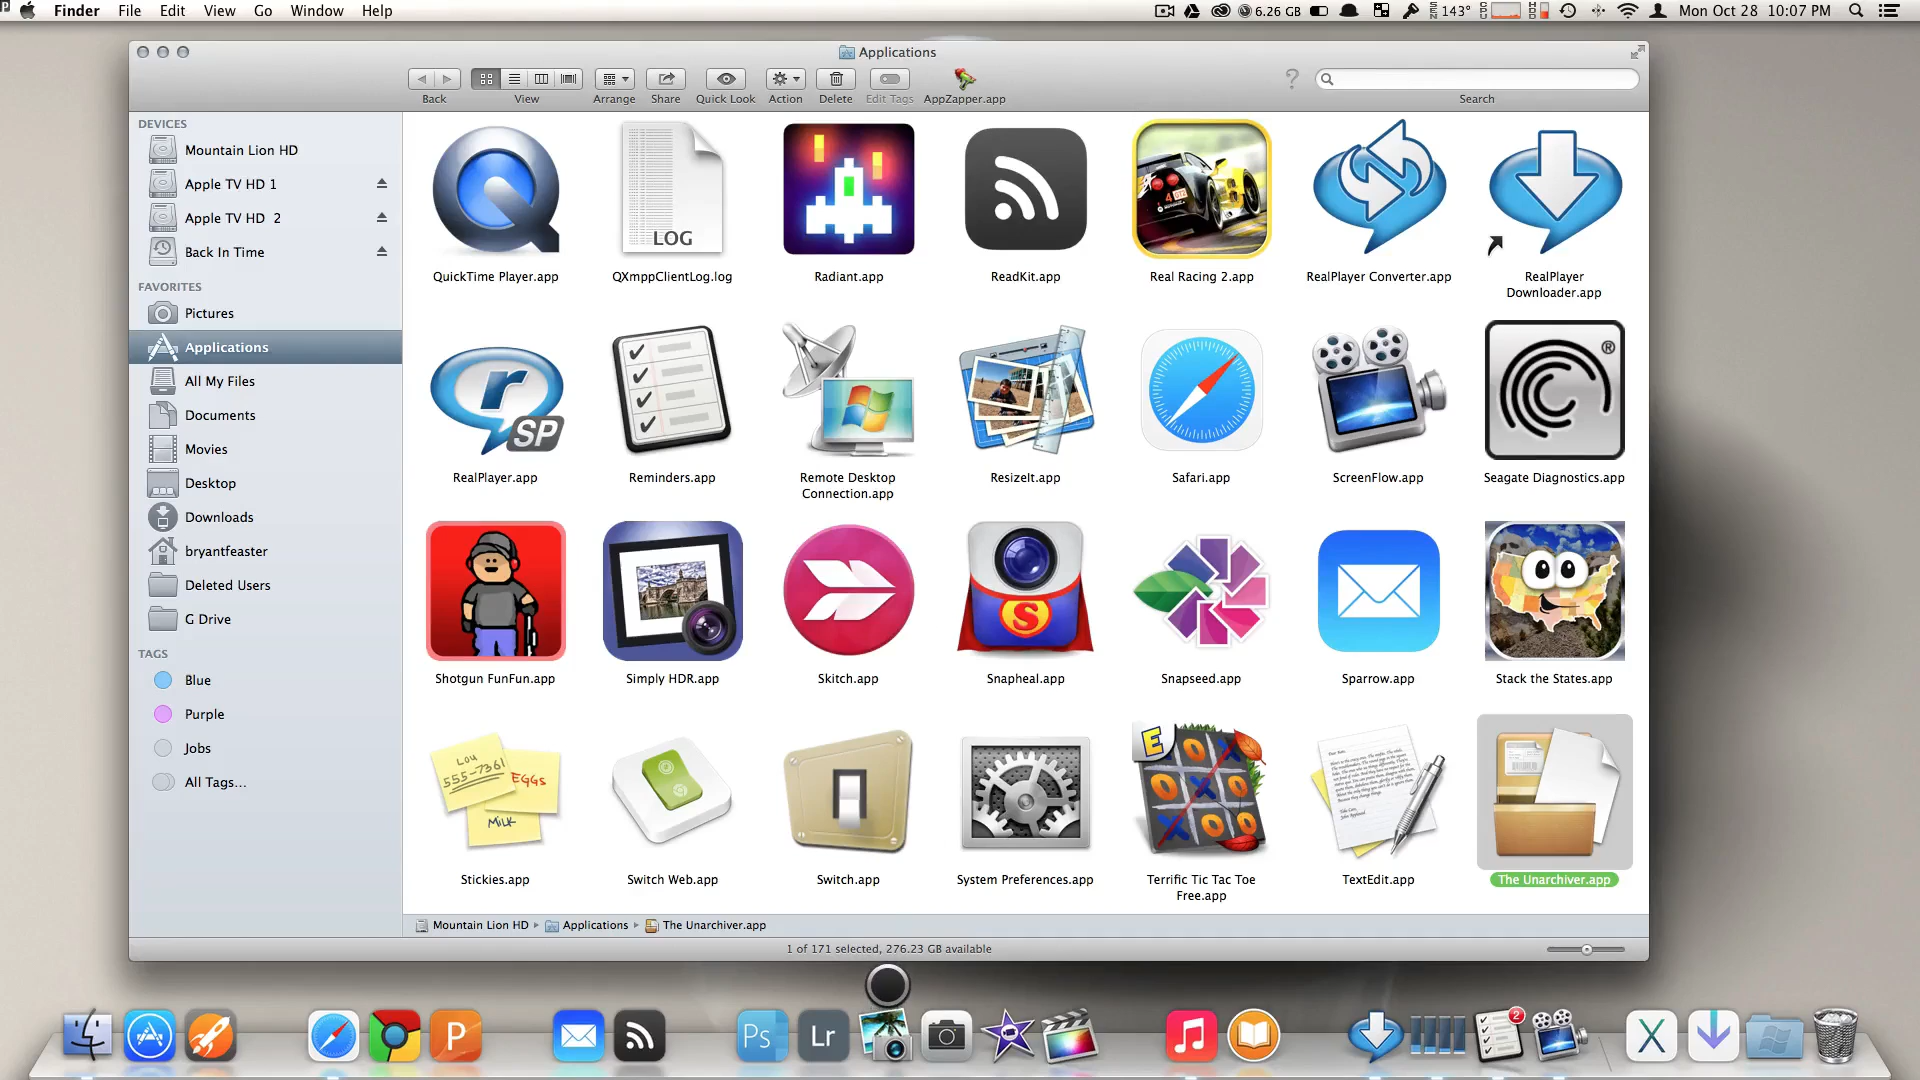 Finder File Edit View Go Window Help
6.26 GB 143° Mon Oct 28 10:07 PM
Applications
Back View Arrange Share Quick Look Action Delete Edit Tags AppZapper.app Search
DEVICES
Mountain Lion HD
Apple TV HD 1
Apple TV HD 2
Back In Time
FAVORITES
Pictures
Applications
All My Files
Documents
Movies
Desktop
Downloads
bryantfeaster
Deleted Users
G Drive
TAGS
Blue
Purple
Jobs
All Tags...
LOG
QuickTime Player.app
QXmppClientLog.log
Radiant.app
ReadKit.app
Real Racing 2.app
RealPlayer Converter.app
RealPlayer
Downloader.app
r
SP
RealPlayer.app
Reminders.app
Remote Desktop
Connection.app
ResizeIt.app
Safari.app
ScreenFlow.app
Seagate Diagnostics.app
S
Shotgun FunFun.app
Simply HDR.app
Skitch.app
Snapheal.app
Snapseed.app
Sparrow.app
Stack the States.app
Lou
555-7361
EGGS
MILK
E
Stickies.app
Switch Web.app
Switch.app
System Preferences.app
Terrific Tic Tac Toe
Free.app
TextEdit.app
The Unarchiver.app
Mountain Lion HD Applications The Unarchiver.app
1 of 171 selected, 276.23 GB available
P
Ps
Lr
2
X